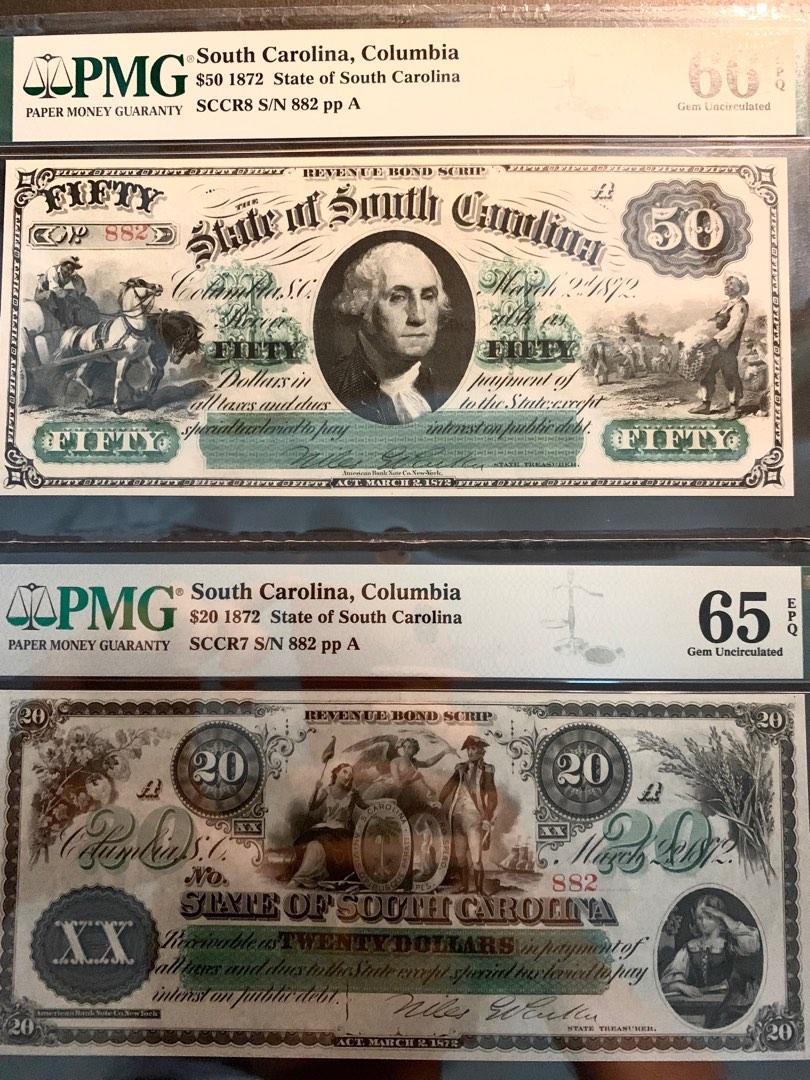 PMG®
PAPER MONEY GUARANTY
South Carolina, Columbia
$50 1872 State of South Carolina
SCCR8 S/N 882 pp A
66 EPQ
Gem Uncirculated
REVENUE BOND SCRIP
FIFTY
THE
State of South Carolina
A
50
No 882
Columbia, S.C. March 2nd 1872.
FIFTY FIFTY
Dollars in payment of
all taxes and dues to the State except
special tax levied to pay interest on public debt.
FIFTY FIFTY
STATE TREASURER.
American Bank Note Co. New-York.
ACT. MARCH 2, 1872
PMG®
PAPER MONEY GUARANTY
South Carolina, Columbia
$20 1872 State of South Carolina
SCCR7 S/N 882 pp A
65 EPQ
Gem Uncirculated
20 REVENUE BOND SCRIP 20
20 20
A A
XX XX
20 20
Columbia, S.C. March 2nd 1872.
No. 882
STATE OF SOUTH CAROLINA
XX
Receivable as TWENTY DOLLARS in payment of
all taxes and dues to the State except special tax levied to pay
interest on public debt.
Niles G Parker
American Bank Note Co. New York
STATE TREASURER.
20 20
ACT. MARCH 2, 1872